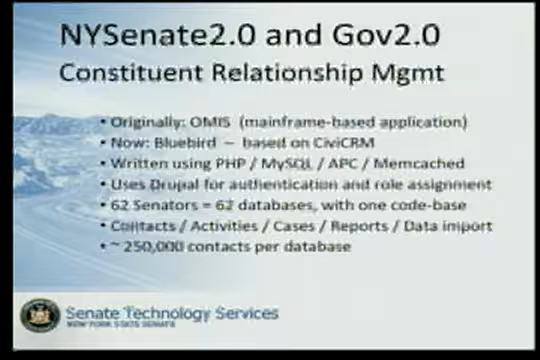 NYSenate2.0 and Gov2.0
Constituent Relationship Mgmt
• Originally: OMIS (mainframe-based application)
• Now: Bluebird – based on CiviCRM
• Written using PHP / MySQL / APC / Memcached
• Uses Drupal for authentication and role assignment
• 62 Senators = 62 databases, with one code-base
• Contacts / Activities / Cases / Reports / Data import
• ~ 250,000 contacts per database
Senate Technology Services
NEW YORK STATE SENATE